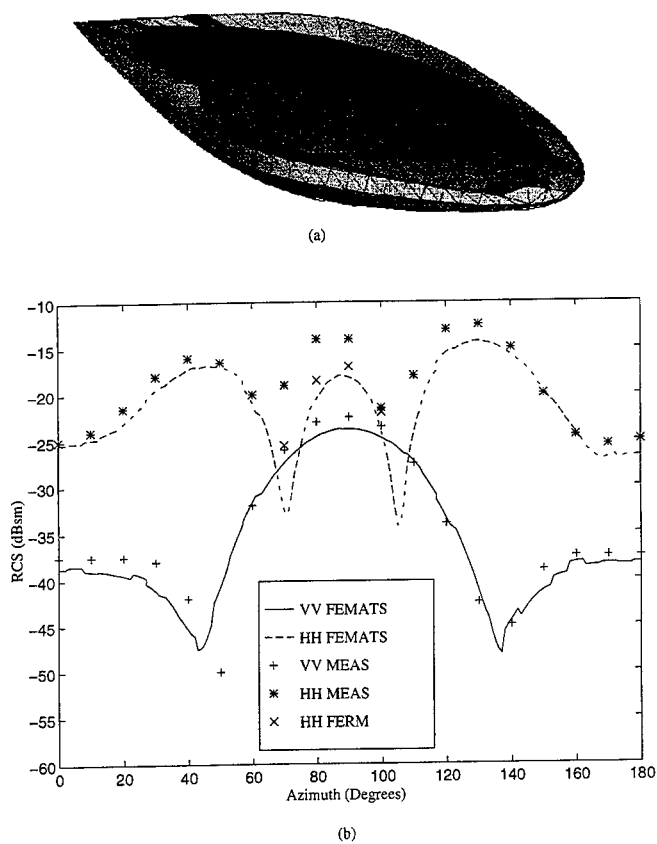 (a)
-10
-15
-20
-25
-30
-35
-40
-45
-50
-55
-60
RCS (dBsm)
VV FEMATS
HH FEMATS
VV MEAS
HH MEAS
HH FERM
0 20 40 60 80 100 120 140 160 180
Azimuth (Degrees)
(b)